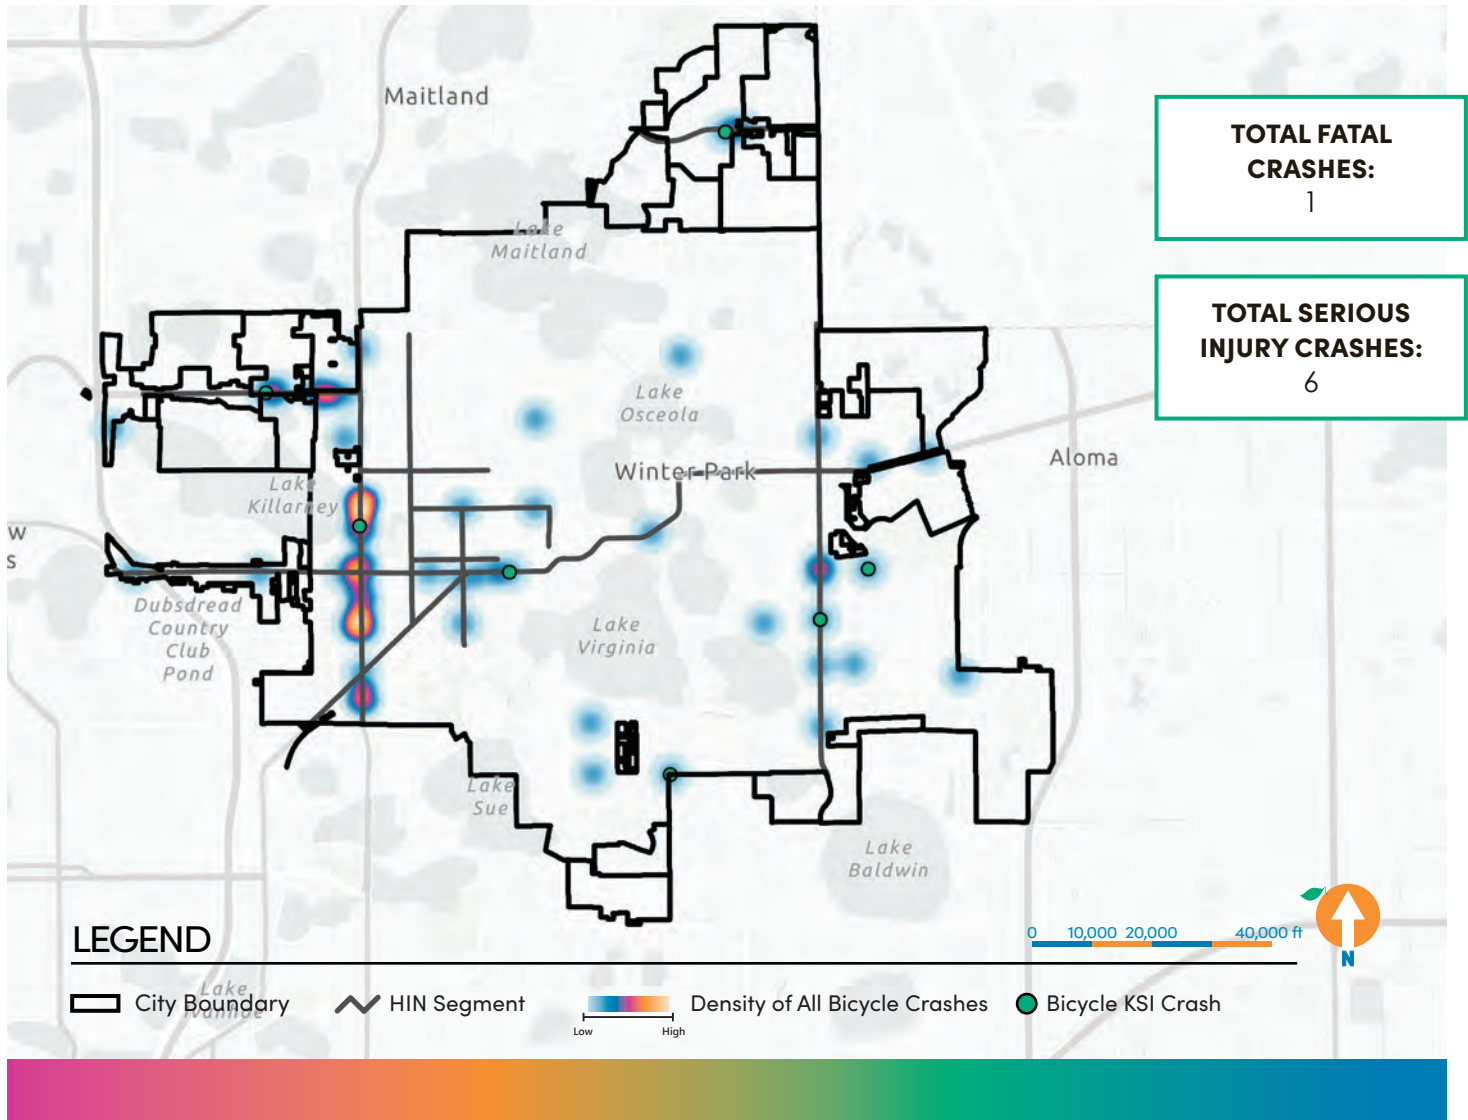 Maitland
TOTAL FATAL
CRASHES:
1
Lake
Maitland
TOTAL SERIOUS
INJURY CRASHES:
6
Lake
Osceola
Winter Park
Aloma
Lake
Killarney
W
S
Dubsdread
Country
Club
Pond
Lake
Virginia
Lake
Sue
Lake
Baldwin
LEGEND
0 10,000 20,000 40,000 ft
N
Lake
Ivanhoe
City Boundary
HIN Segment
Density of All Bicycle Crashes
Low High
Bicycle KSI Crash